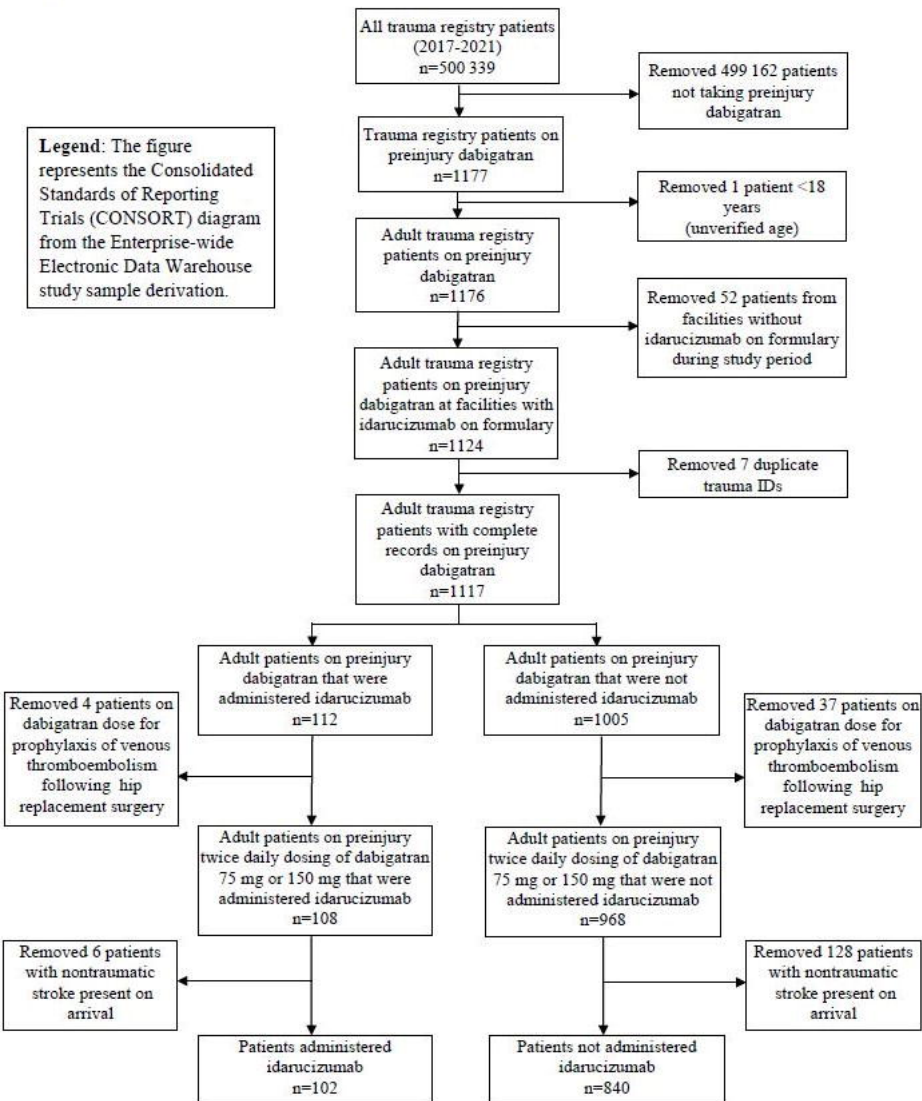 All trauma registry patients
(2017-2021)
n=500 339
Removed 499 162 patients
not taking preinjury
dabigatran
Legend: The figure
represents the Consolidated
Standards of Reporting
Trials (CONSORT) diagram
from the Enterprise-wide
Electronic Data Warehouse
study sample derivation.
Trauma registry patients on
preinjury dabigatran
n=1177
Removed 1 patient <18
years
(unverified age)
Adult trauma registry
patients on preinjury
dabigatran
n=1176
Removed 52 patients from
facilities without
idarucizumab on formulary
during study period
Adult trauma registry
patients on preinjury
dabigatran at facilities with
idarucizumab on formulary
n=1124
Removed 7 duplicate
trauma IDs
Adult trauma registry
patients with complete
records on preinjury
dabigatran
n=1117
Adult patients on preinjury
dabigatran that were
administered idarucizumab
n=112
Adult patients on preinjury
dabigatran that were not
administered idarucizumab
n=1005
Removed 4 patients on
dabigatran dose for
prophylaxis of venous
thromboembolism
following hip
replacement surgery
Removed 37 patients on
dabigatran dose for
prophylaxis of venous
thromboembolism
following hip
replacement surgery
Adult patients on preinjury
twice daily dosing of dabigatran
75 mg or 150 mg that were
administered idarucizumab
n=108
Adult patients on preinjury
twice daily dosing of dabigatran
75 mg or 150 mg that were not
administered idarucizumab
n=968
Removed 6 patients
with nontraumatic
stroke present on
arrival
Removed 128 patients
with nontraumatic
stroke present on
arrival
Patients administered
idarucizumab
n=102
Patients not administered
idarucizumab
n=840